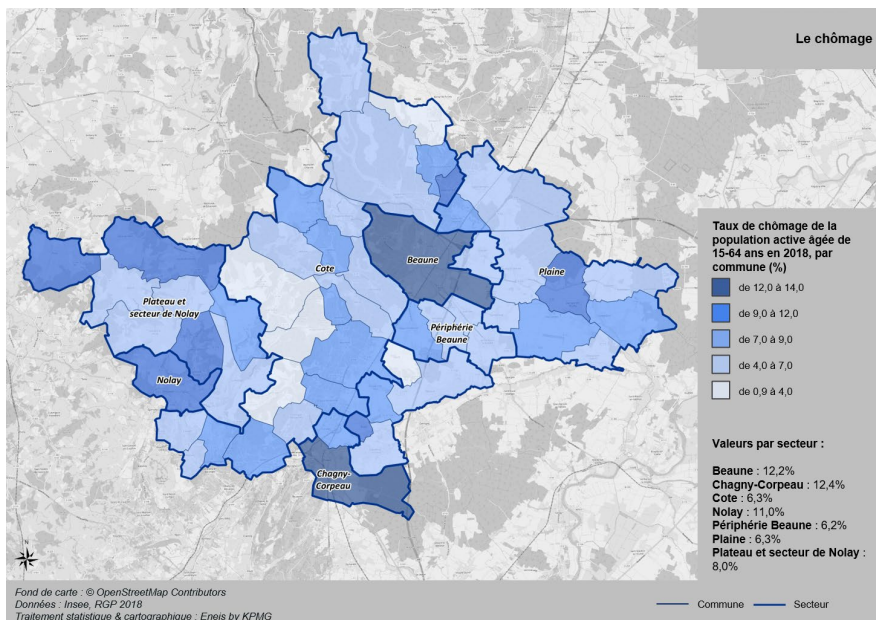 Le chômage
Beaune
Cote
Plaine
Plateau et
secteur de Nolay
Périphérie
Beaune
Nolay
Chagny-
Corpeau
Taux de chômage de la
population active âgée de
15-64 ans en 2018, par
commune (%)
de 12,0 à 14,0
de 9,0 à 12,0
de 7,0 à 9,0
de 4,0 à 7,0
de 0,9 à 4,0
Valeurs par secteur :
Beaune : 12,2%
Chagny-Corpeau : 12,4%
Cote : 6,3%
Nolay : 11,0%
Périphérie Beaune : 6,2%
Plaine : 6,3%
Plateau et secteur de Nolay :
8,0%
N
Fond de carte : © OpenStreetMap Contributors
Données : Insee, RGP 2018
Traitement statistique & cartographique : Eneis by KPMG
Commune
Secteur